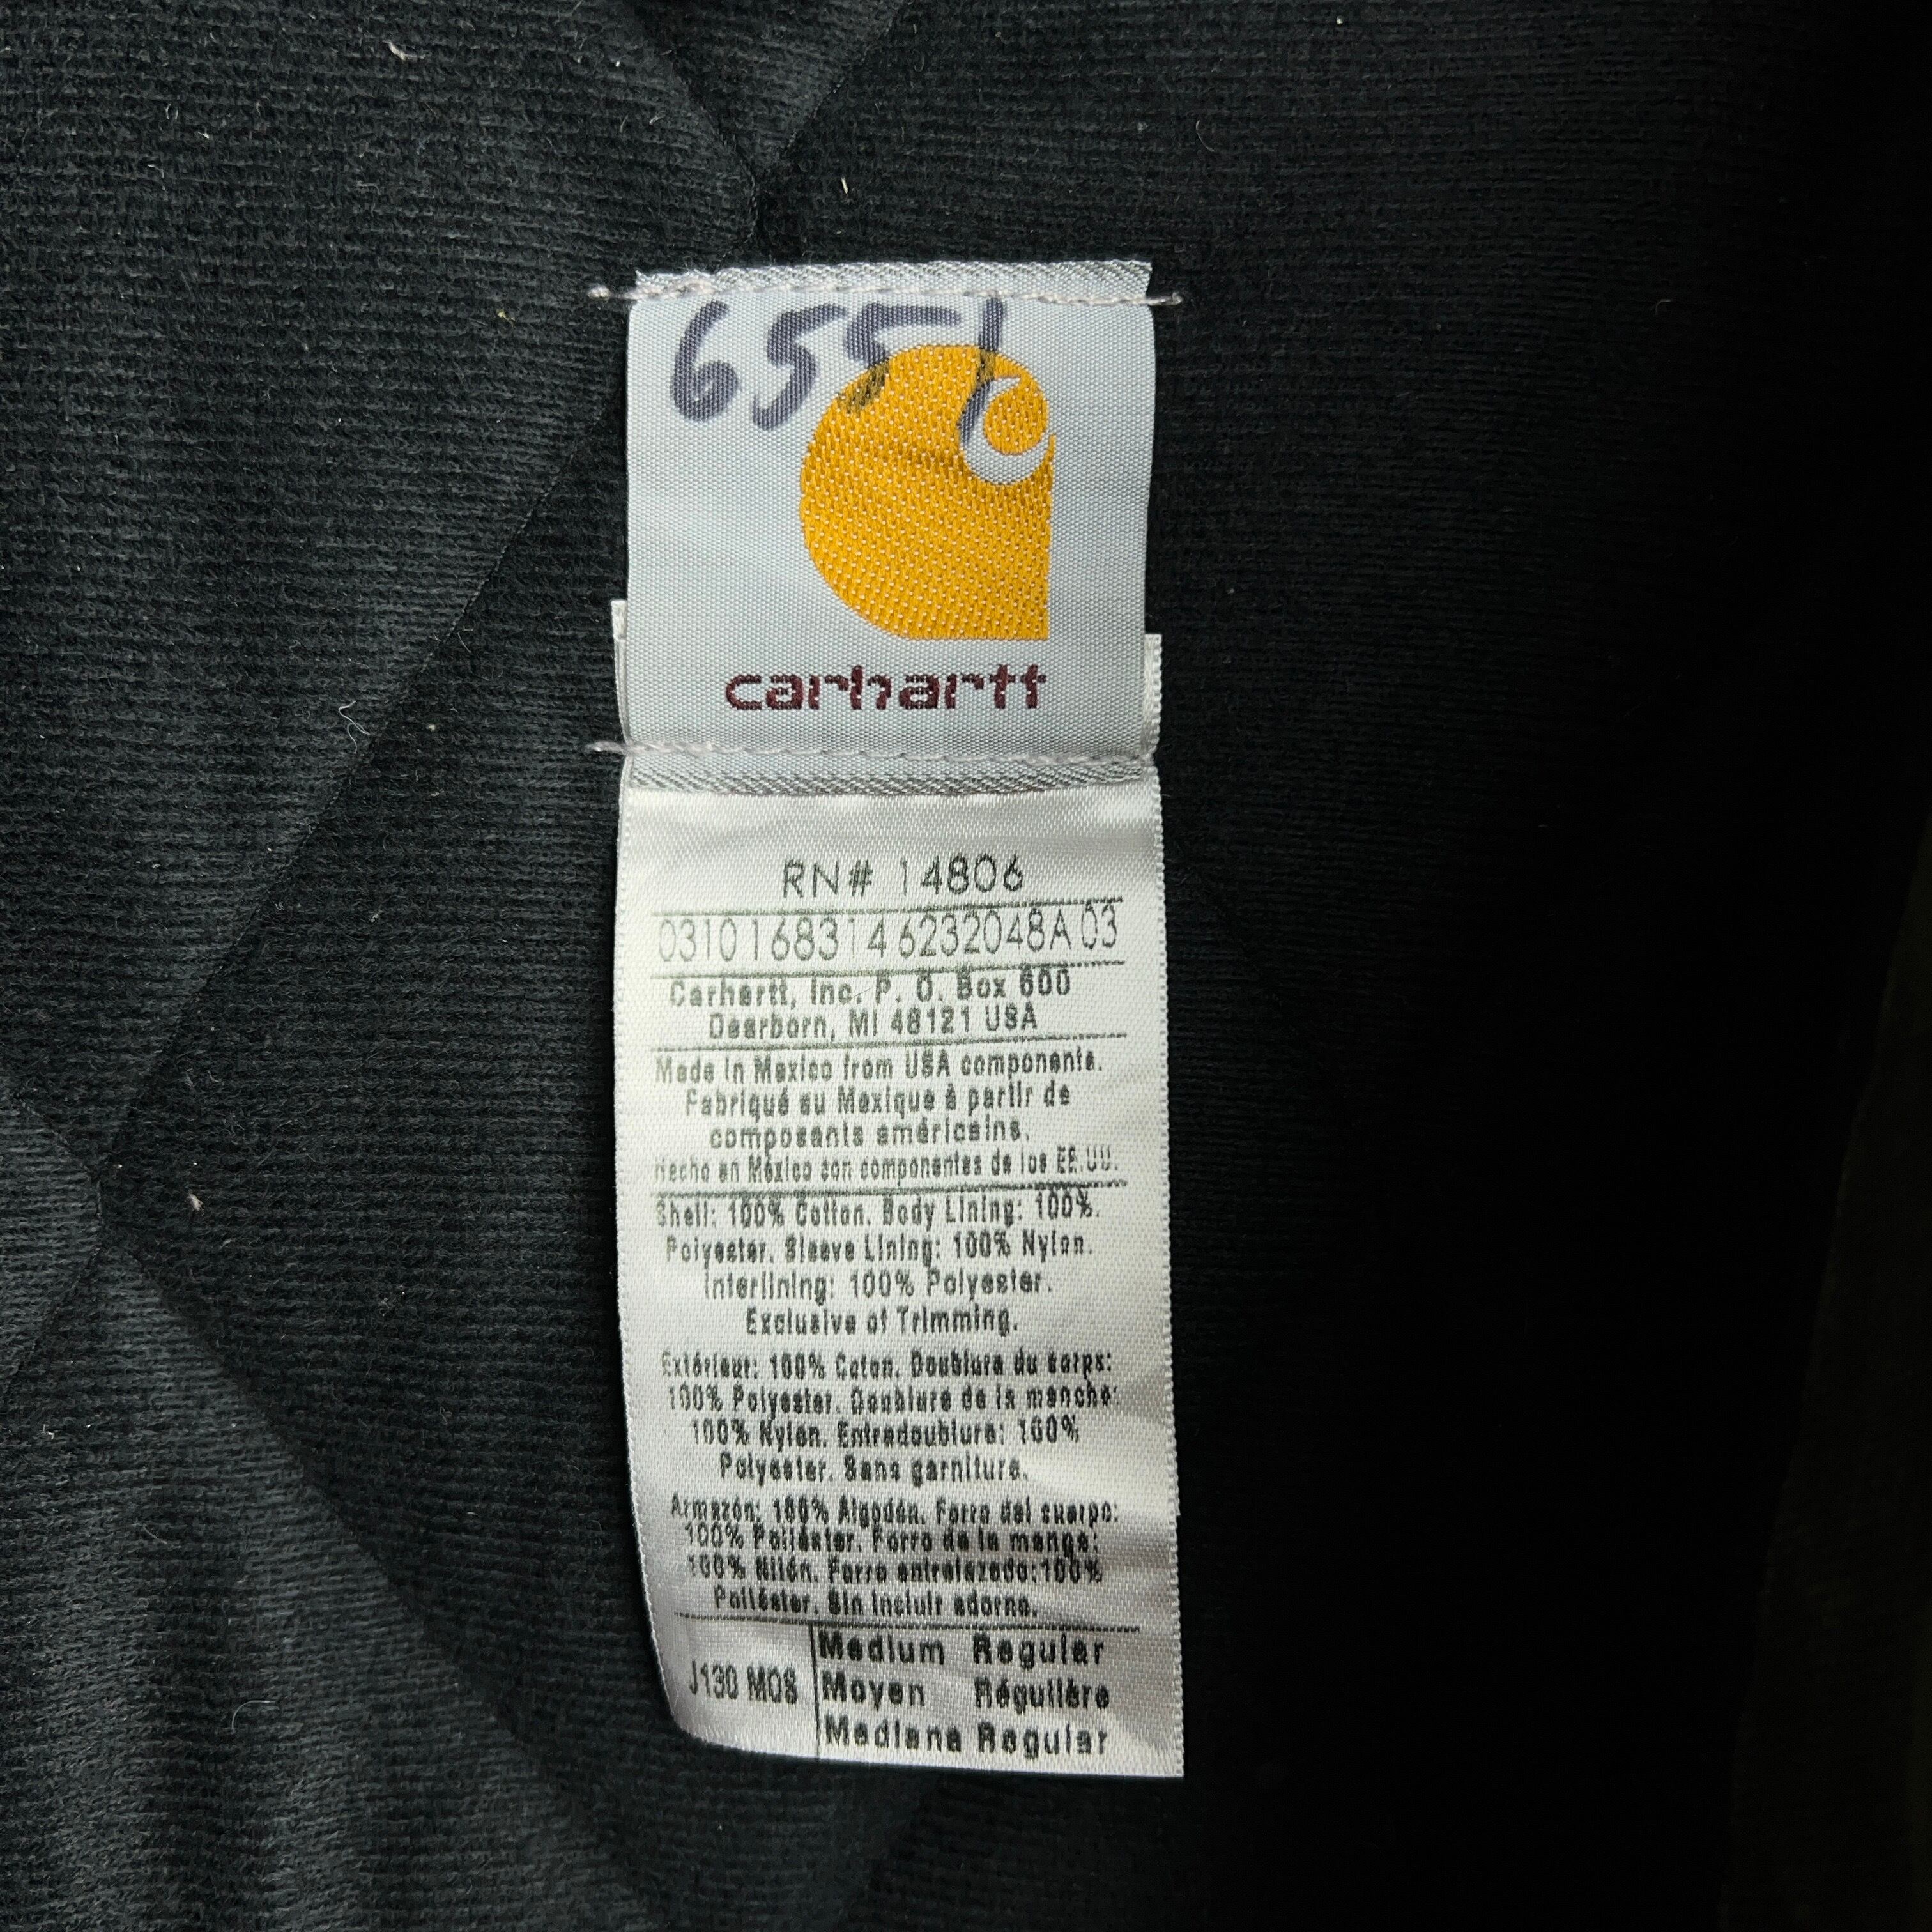 6551
carhartt
RN# 14806
03101683146232048A03
Carhartt, Inc. P. O. Box 600
Dearborn, MI 48121 USA
Made in Mexico from USA components.
Fabriqué au Mexique à partir de
composants américains.
Hecho en México con componentes de los EE.UU.
Shell: 100% Cotton. Body Lining: 100%
Polyester. Sleeve Lining: 100% Nylon.
Interlining: 100% Polyester.
Exclusive of Trimming.
Extérieur: 100% Coton. Doublure du corps:
100% Polyester. Doublure de la manche:
100% Nylon. Entredoublure: 100%
Polyester. Sans garniture.
Armazón: 100% Algodón. Forro del cuerpo:
100% Poliéster. Forro de la manga:
100% Nilón. Forro entrelazado:100%
Poliéster. Sin incluir adorno.
J130 MOS
Medium Regular
Moyen Régulière
Mediana Regular